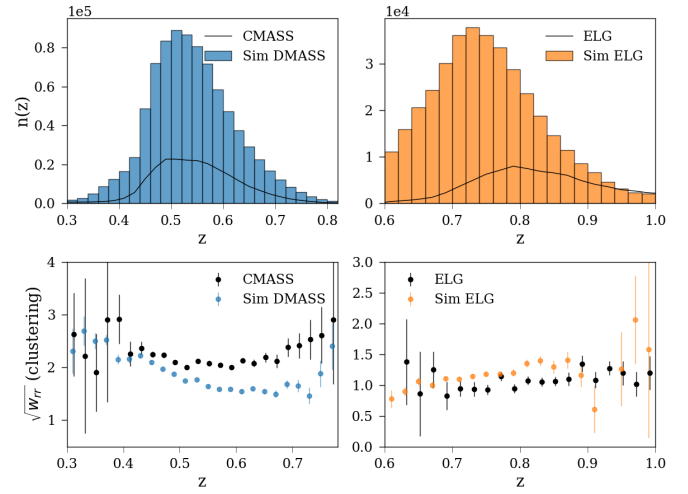 1e5
CMASS
Sim DMASS
n(z)
0.8
0.6
0.4
0.2
0.0
0.3 0.4 0.5 0.6 0.7 0.8
z
1e4
ELG
Sim ELG
4
3
2
1
0
0.6 0.7 0.8 0.9 1.0
z
CMASS
Sim DMASS
√w_rr (clustering)
4
3
2
1
0.3 0.4 0.5 0.6 0.7
z
ELG
Sim ELG
3.0
2.5
2.0
1.5
1.0
0.5
0.0
0.6 0.7 0.8 0.9 1.0
z